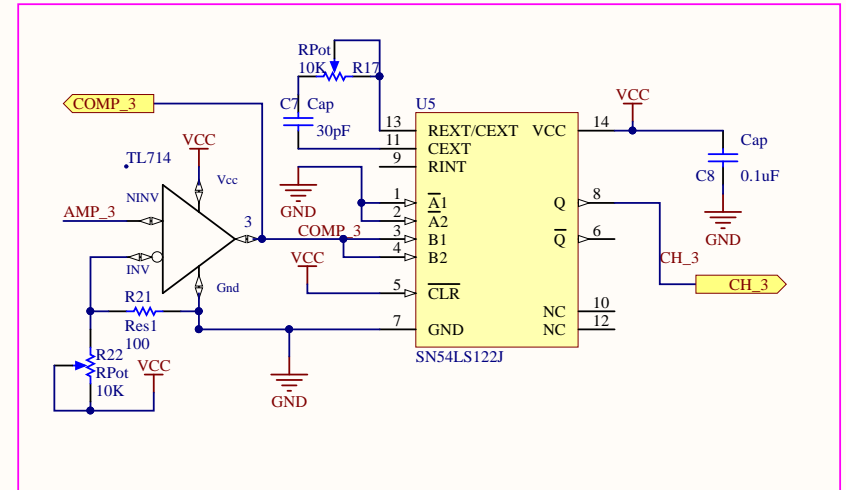 RPot
10K R17
C7 Cap
30pF
COMP_3
VCC
TL714
Vcc
NINV
AMP_3
3
INV
Gnd
R21
Res1
100
R22
RPot
10K
VCC
GND
COMP_3
VCC
GND
U5
13 REXT/CEXT
11 CEXT
9 RINT
1 A1
2 A2
3 B1
4 B2
5 CLR
7 GND
VCC 14
Q 8
Q 6
NC 10
NC 12
SN54LS122J
VCC
Cap
C8 0.1uF
GND
CH_3
CH_3